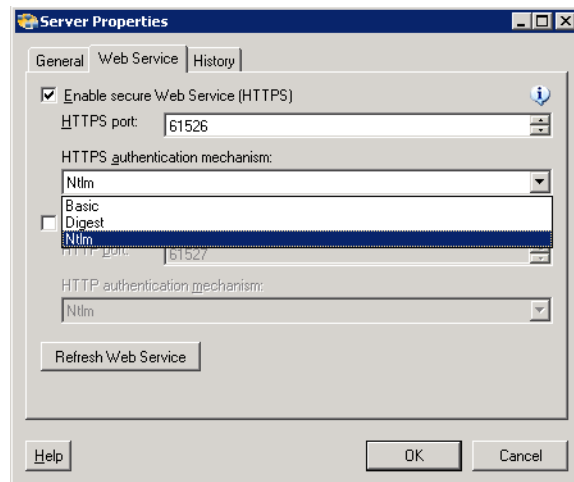 Server Properties
General Web Service History
Enable secure Web Service (HTTPS)
HTTPS port: 61526
HTTPS authentication mechanism:
Ntlm
Basic
Digest
Ntlm
HTTP port: 61527
HTTP authentication mechanism:
Ntlm
Refresh Web Service
Help OK Cancel